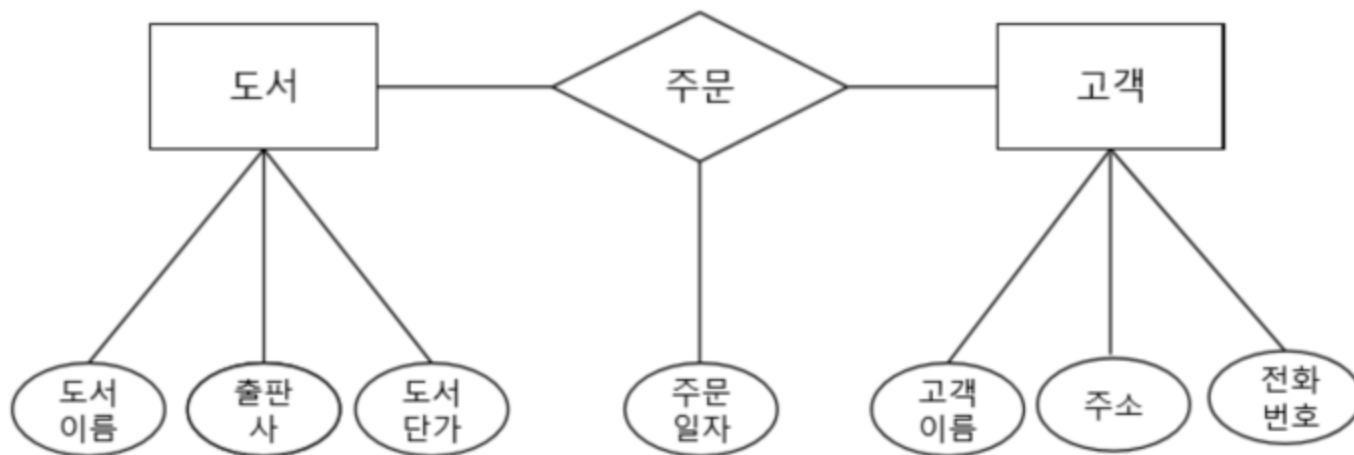 도서
주문
고객
도서
이름
출판
사
도서
단가
주문
일자
고객
이름
주소
전화
번호